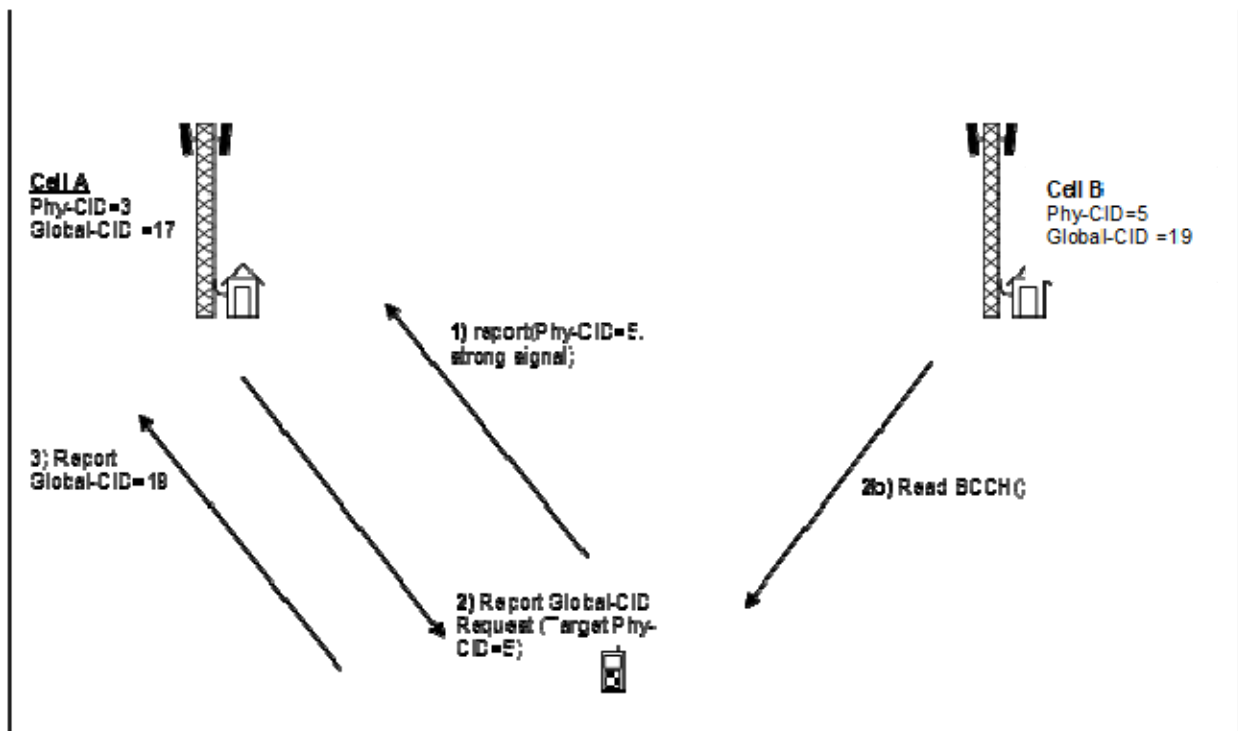 Cell A
Phy-CID=3
Global-CID =17
Cell B
Phy-CID=5
Global-CID =19
1) report(Phy-CID=5,
strong signal)
3) Report
Global-CID=19
2b) Read BCCH()
2) Report Global-CID
Request (Target Phy-
CID=5)